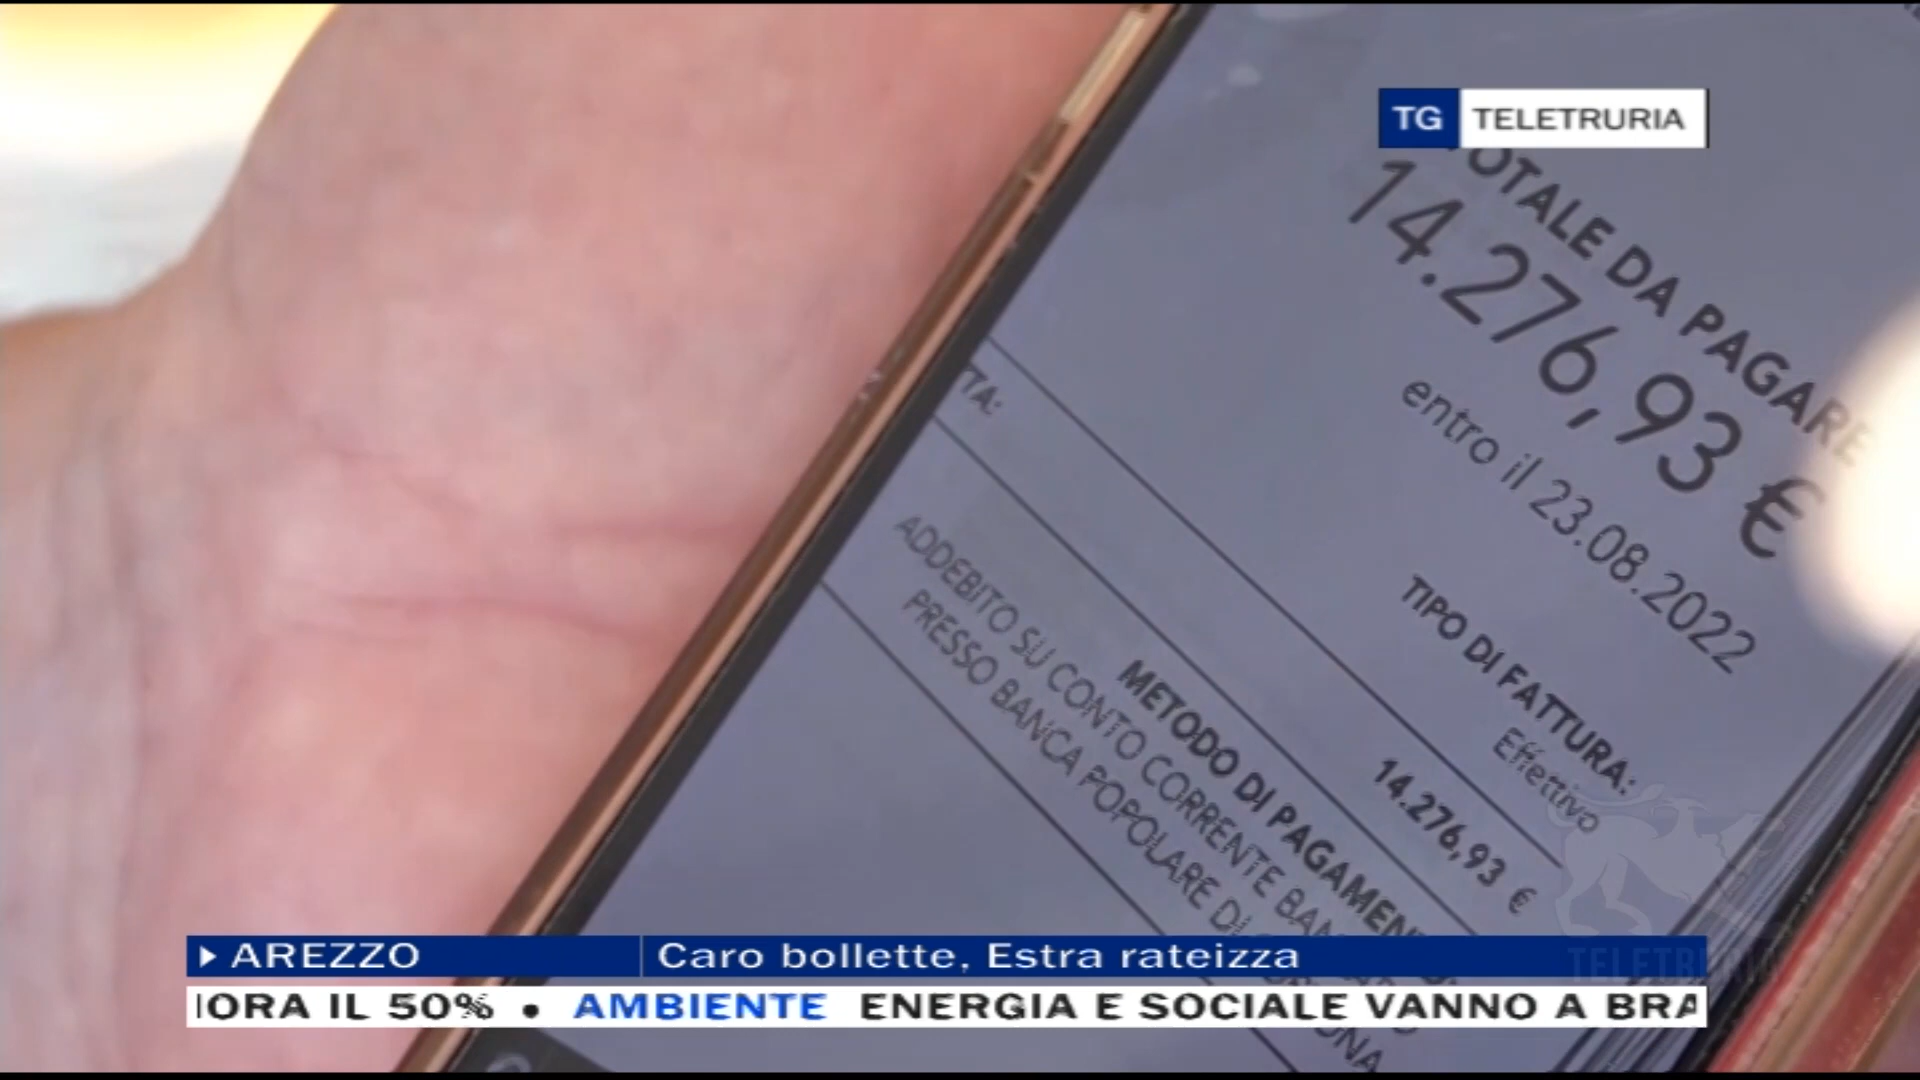 TG TELETRURIA
TOTALE DA PAGARE
14.276,93 €
entro il 23.08.2022
TIPO DI FATTURA:
Effettivo
14.276,93 €
METODO DI PAGAMEN
ADDEBITO SU CONTO CORRENTE
PRESSO BANCA POPOLARE DI
TELETRURIA
AREZZO Caro bollette, Estra rateizza
IORA IL 50% • AMBIENTE ENERGIA E SOCIALE VANNO A BRA